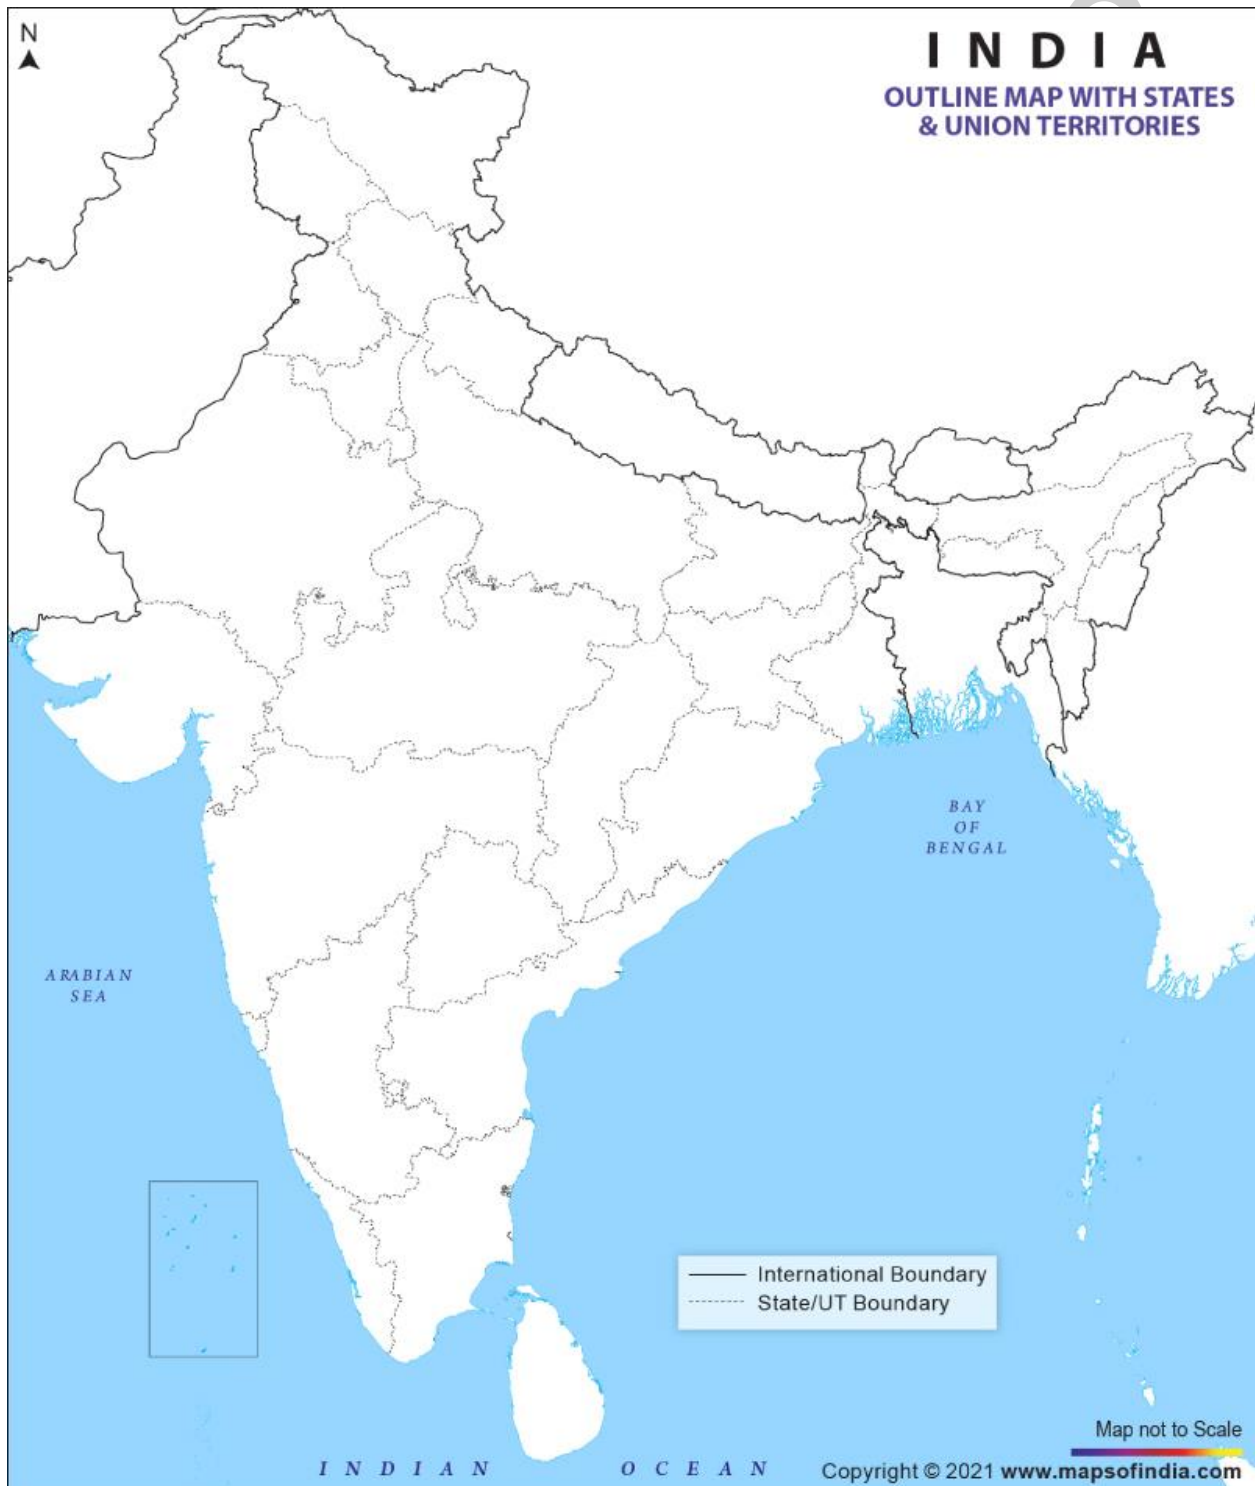 N
INDIA
OUTLINE MAP WITH STATES
& UNION TERRITORIES
BAY
OF
BENGAL
ARABIAN
SEA
International Boundary
State/UT Boundary
Map not to Scale
INDIAN OCEAN
Copyright © 2021 www.mapsofindia.com